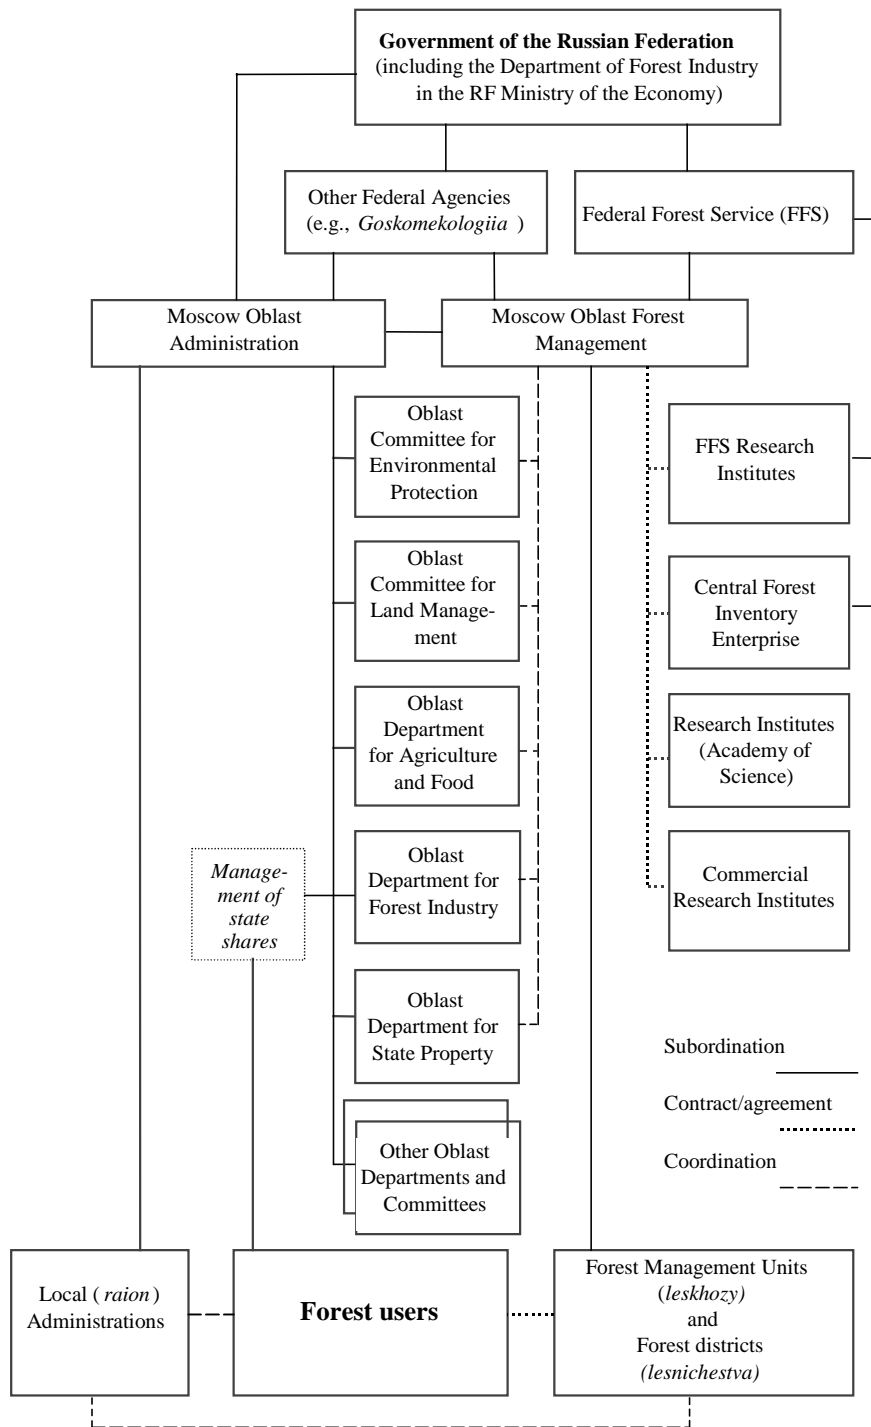 Government of the Russian Federation
(including the Department of Forest Industry
in the RF Ministry of the Economy)
Other Federal Agencies
(e.g., Goskomekologiia )
Federal Forest Service (FFS)
Moscow Oblast
Administration
Moscow Oblast Forest
Management
Oblast
Committee for
Environmental
Protection
FFS Research
Institutes
Oblast
Committee for
Land Manage-
ment
Central Forest
Inventory
Enterprise
Oblast
Department
for Agriculture
and Food
Research Institutes
(Academy of
Science)
Manage-
ment of
state
shares
Oblast
Department for
Forest Industry
Commercial
Research Institutes
Oblast
Department for
State Property
Subordination
Contract/agreement
Coordination
Other Oblast
Departments and
Committees
Local ( raion )
Administrations
Forest users
Forest Management Units
(leskhozy)
and
Forest districts
(lesnichestva)